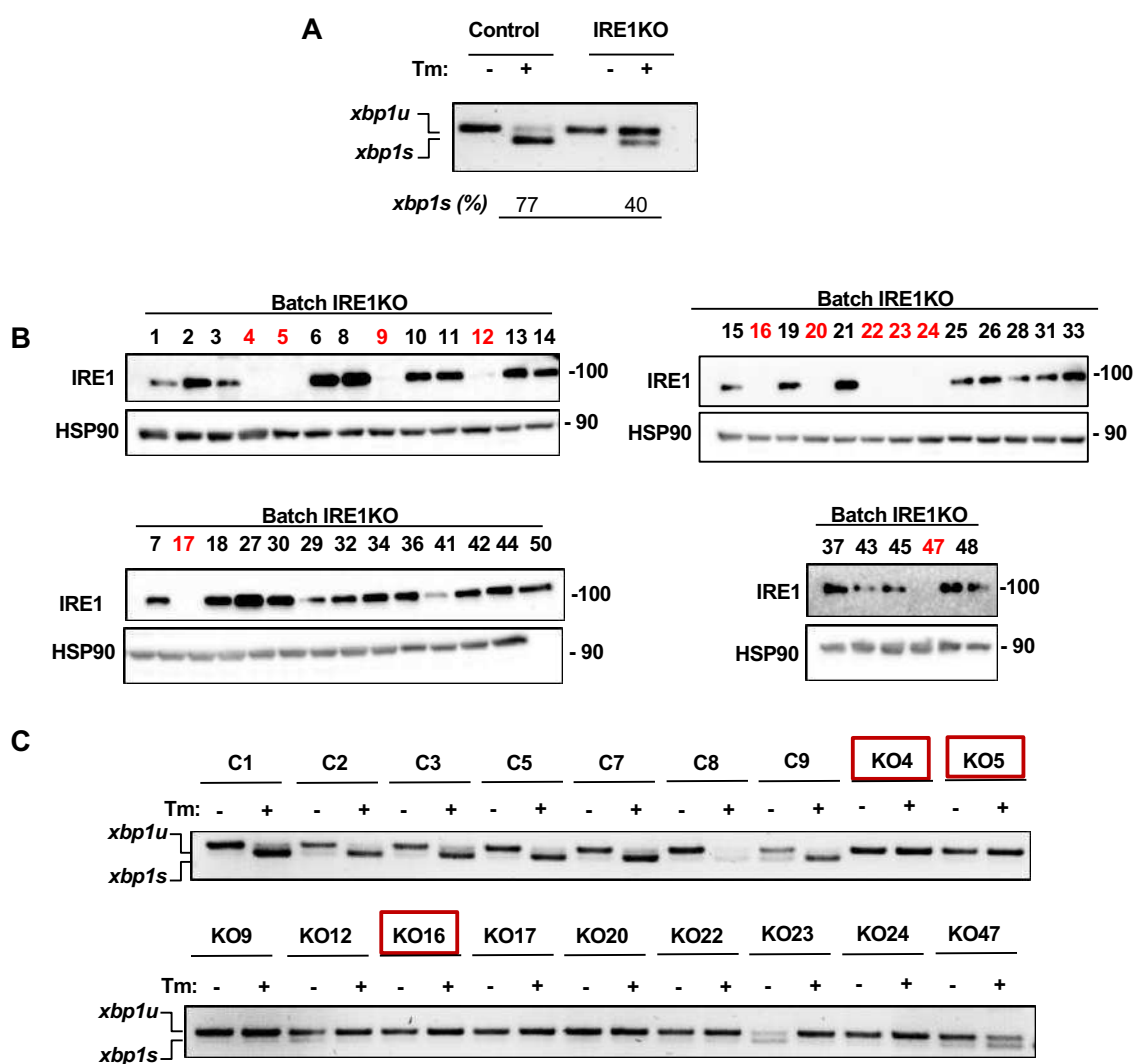 A
Control IRE1KO
Tm: - + - +
xbp1u
xbp1s
xbp1s (%) 77 40
B
Batch IRE1KO
1 2 3 4 5 6 8 9 10 11 12 13 14
IRE1 -100
HSP90 - 90
Batch IRE1KO
15 16 19 20 21 22 23 24 25 26 28 31 33
IRE1 -100
HSP90 - 90
Batch IRE1KO
7 17 18 27 30 29 32 34 36 41 42 44 50
IRE1 -100
HSP90 - 90
Batch IRE1KO
37 43 45 47 48
IRE1 -100
HSP90 - 90
C
C1 C2 C3 C5 C7 C8 C9 KO4 KO5
Tm: - + - + - + - + - + - + - + - + - +
xbp1u
xbp1s
KO9 KO12 KO16 KO17 KO20 KO22 KO23 KO24 KO47
Tm: - + - + - + - + - + - + - + - + - +
xbp1u
xbp1s